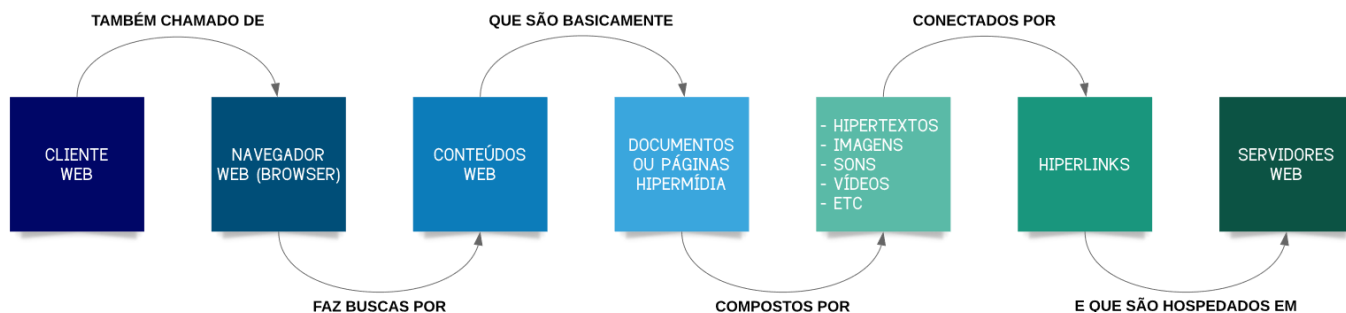 TAMBÉM CHAMADO DE
QUE SÃO BASICAMENTE
CONECTADOS POR
CLIENTE
WEB
NAVEGADOR
WEB (BROWSER)
CONTEÚDOS
WEB
DOCUMENTOS
OU PÁGINAS
HIPERMÍDIA
- HIPERTEXTOS
- IMAGENS
- SONS
- VÍDEOS
- ETC
HIPERLINKS
SERVIDORES
WEB
FAZ BUSCAS POR
COMPOSTOS POR
E QUE SÃO HOSPEDADOS EM